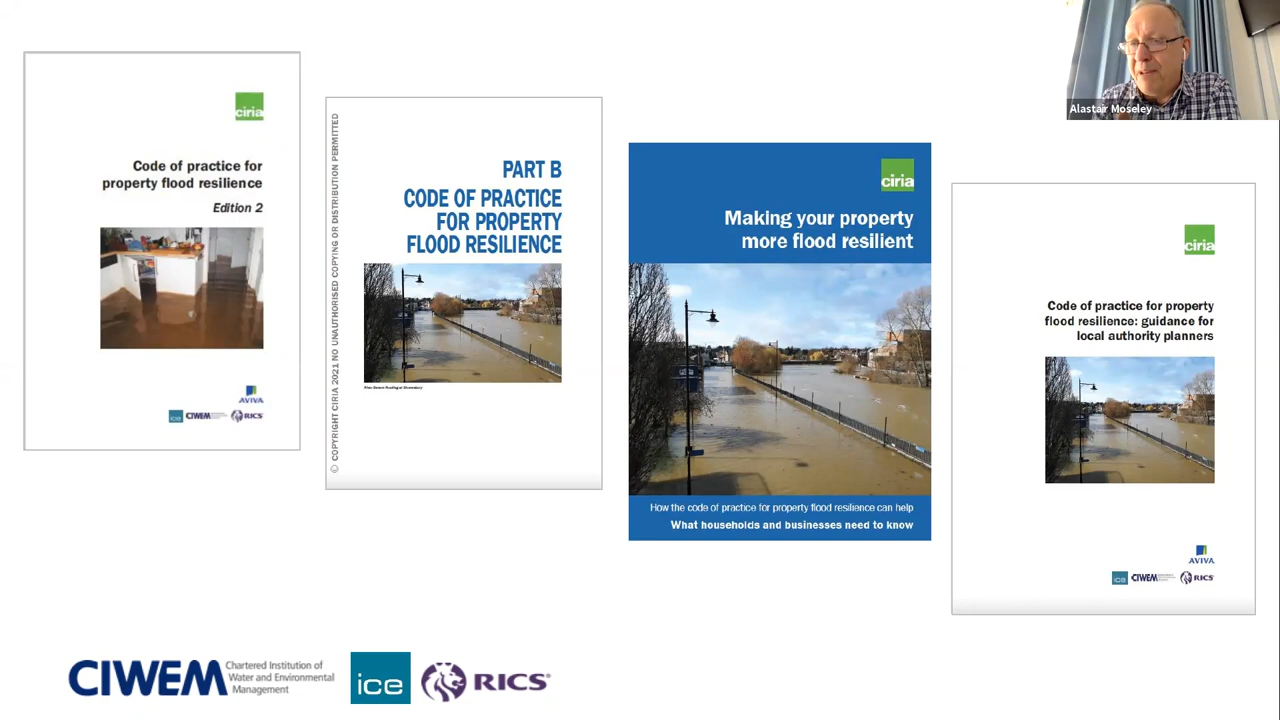 ciria
Code of practice for
property flood resilience
Edition 2
AVIVA
ice
CIWEM
RICS
© COPYRIGHT CIRIA 2021 NO UNAUTHORISED COPYING OR DISTRIBUTION PERMITTED
PART B
CODE OF PRACTICE
FOR PROPERTY
FLOOD RESILIENCE
ciria
Making your property
more flood resilient
How the code of practice for property flood resilience can help
What households and businesses need to know
Alastair Moseley
ciria
Code of practice for property
flood resilience: guidance for
local authority planners
AVIVA
ice
CIWEM
RICS
CIWEM
Chartered Institution of
Water and Environmental
Management
ice
RICS